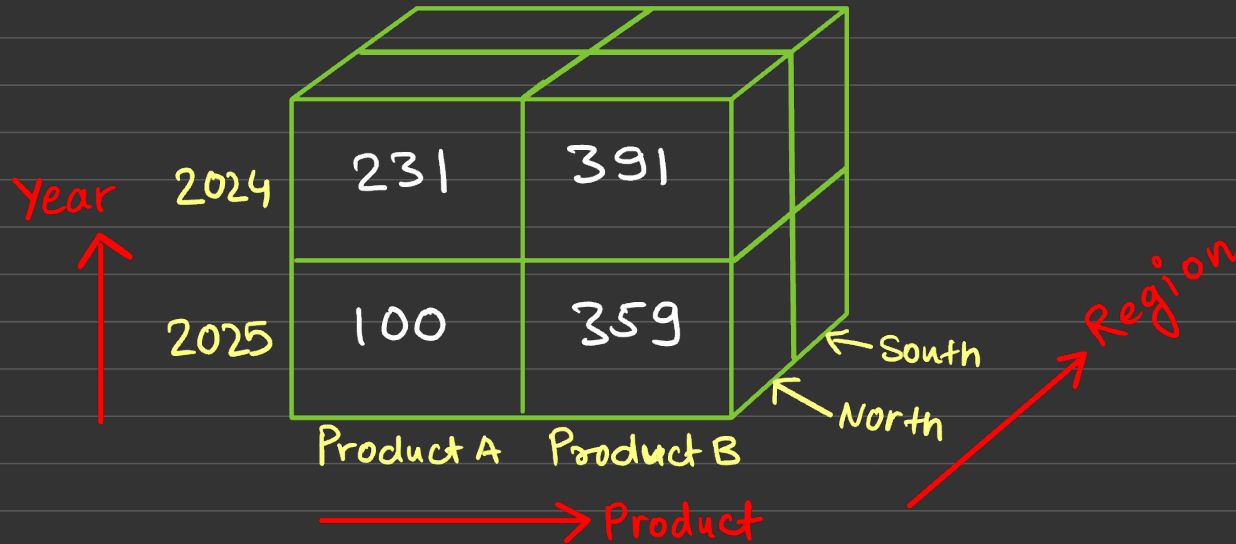 Year
2024
231
391
2025
100
359
Product A
Product B
South
North
Region
Product